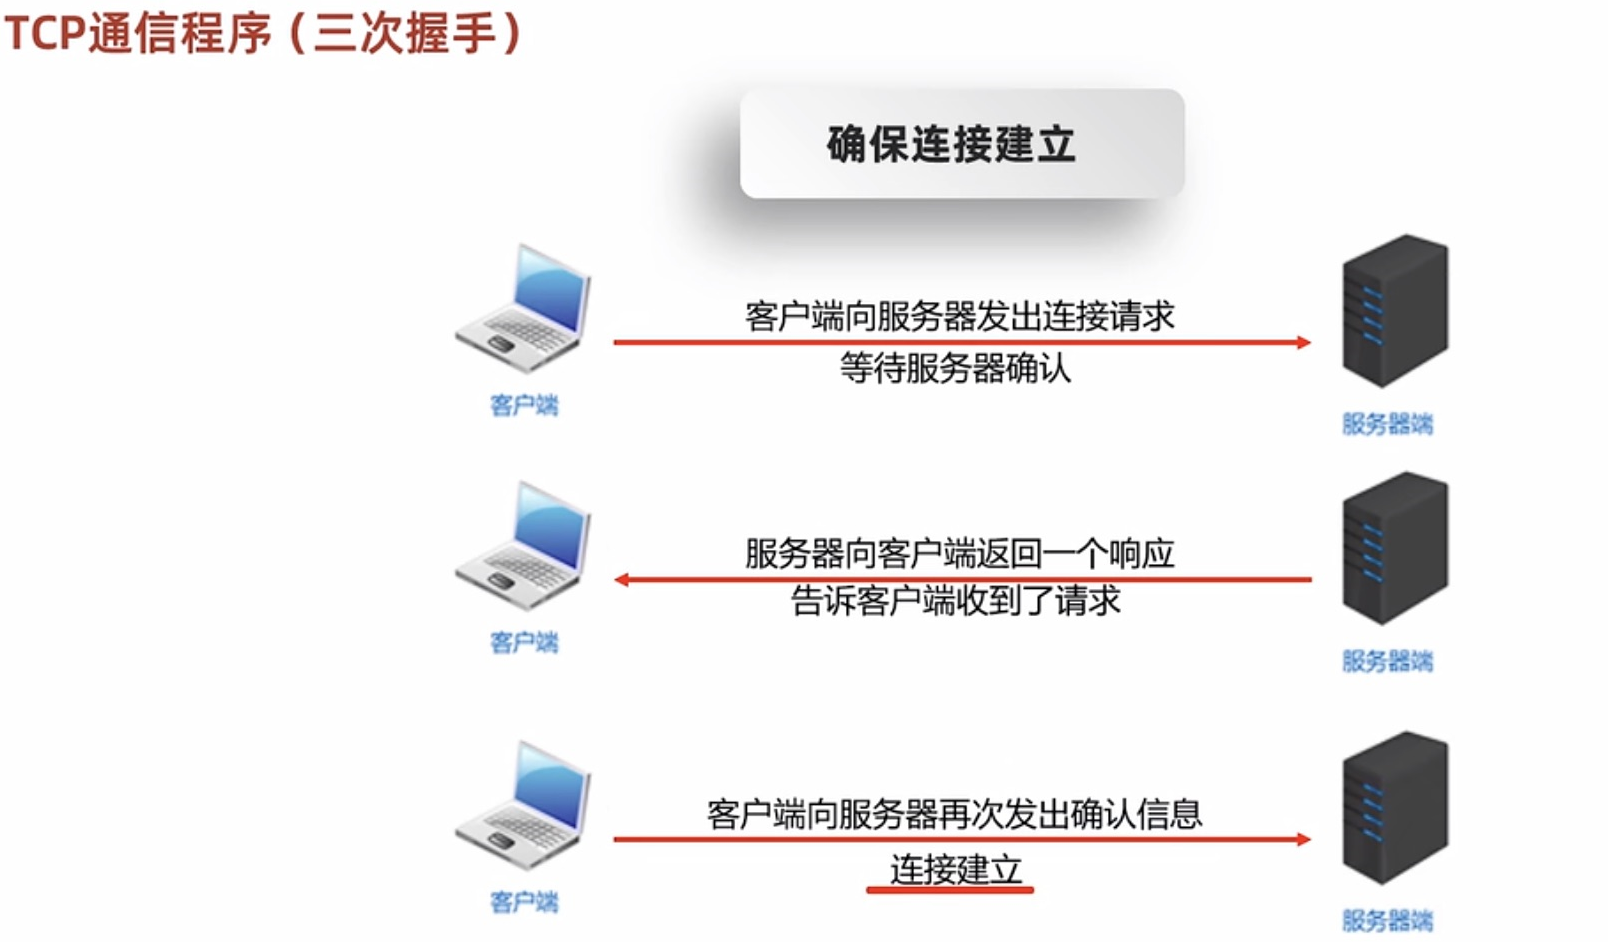 TCP通信程序（三次握手）
确保连接建立
客户端向服务器发出连接请求
等待服务器确认
客户端
服务器端
服务器向客户端返回一个响应
告诉客户端收到了请求
客户端
服务器端
客户端向服务器再次发出确认信息
连接建立
客户端
服务器端